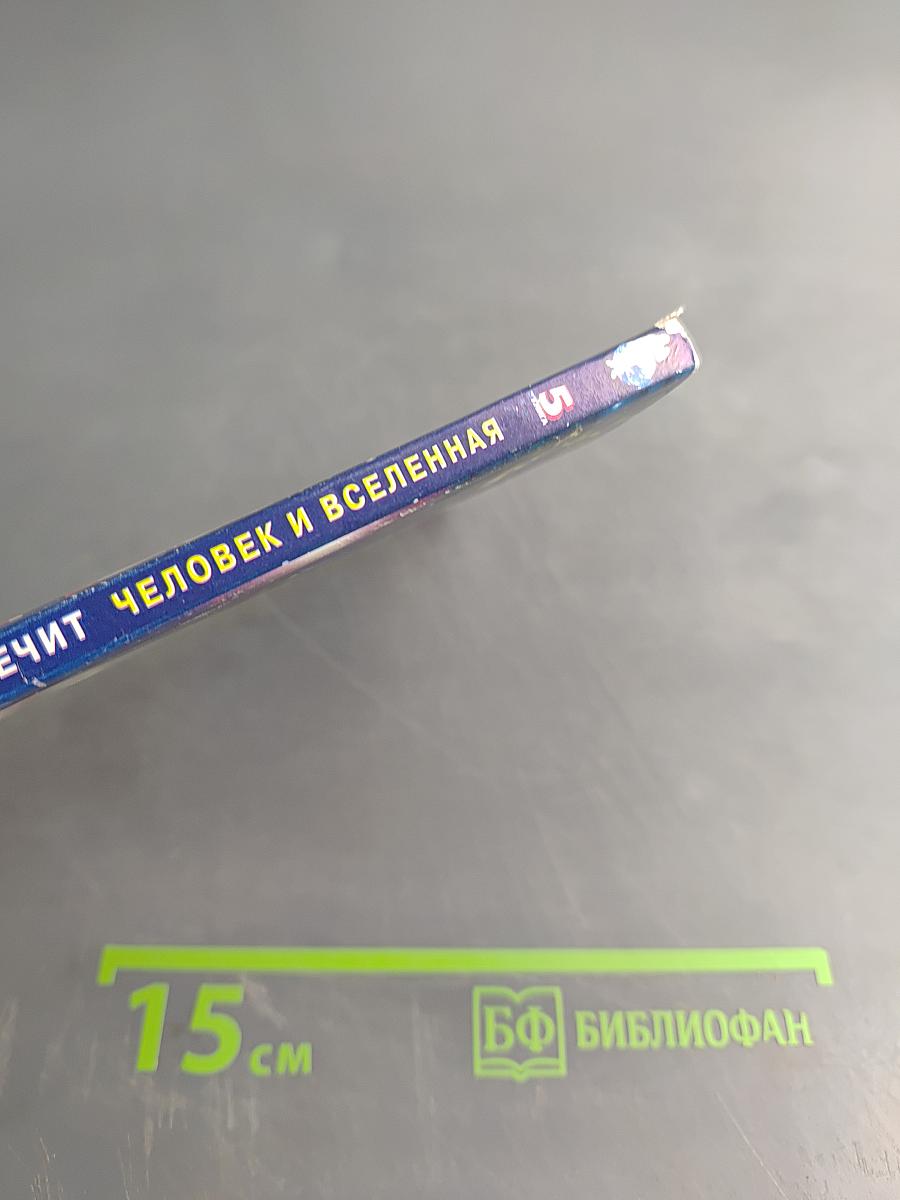 ЕЧИТ ЧЕЛОВЕК И ВСЕЛЕННАЯ 5
15 см
БФ БИБЛИОФАН